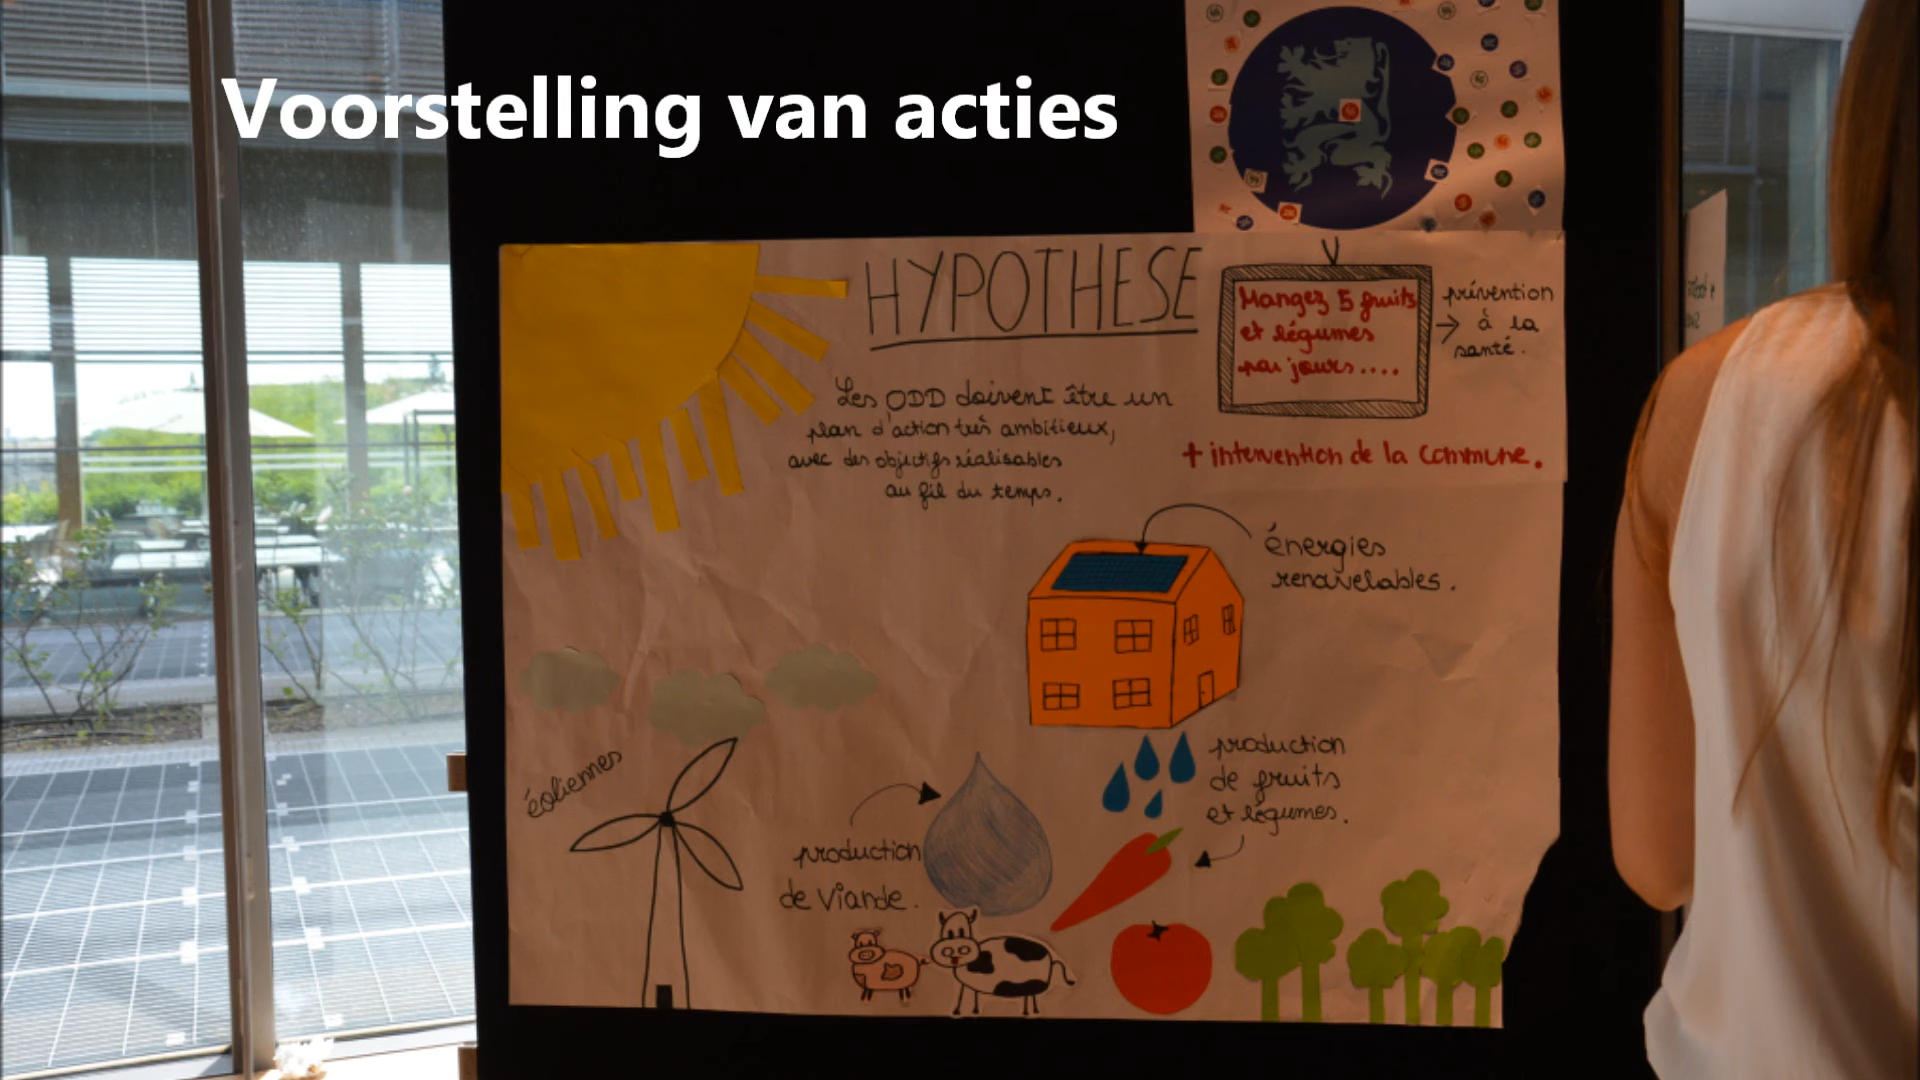 Voorstelling van acties
HYPOTHESE
Mangez 5 fruits
et légumes
par jours....
prévention
à la
santé.
Les ODD doivent être un
plan d'action très ambitieux,
avec des objectifs réalisables
au fil du temps.
+ intervention de la commune.
énergies
renouvelables.
éoliennes
production
de fruits
et légumes.
production
de viande.